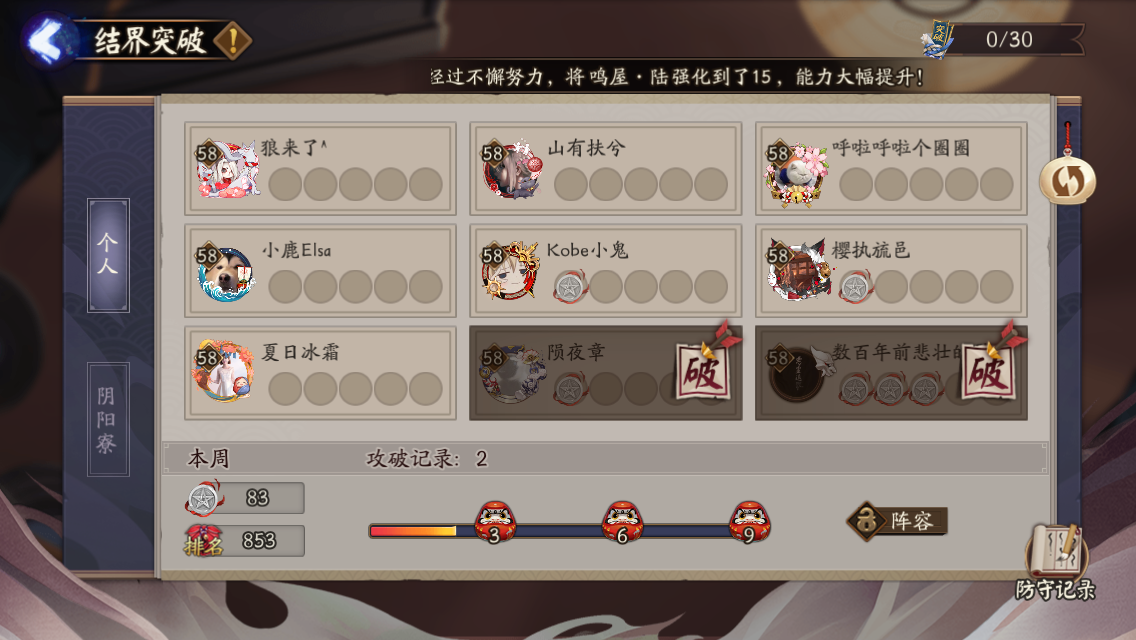 结界突破
突破
0/30
经过不懈努力，将鸣屋·陆强化到了15，能力大幅提升！
个人
阴阳寮
58 狼来了^
58 山有扶兮
58 呼啦呼啦个圈圈
58 小鹿Elsa
58 Kobe小鬼
58 樱执旈邑
58 夏日冰霜
58 陨夜章 破
58 数百年前悲壮的 破
本周 攻破记录： 2
83
排名 853
3 6 9
阵容
防守记录